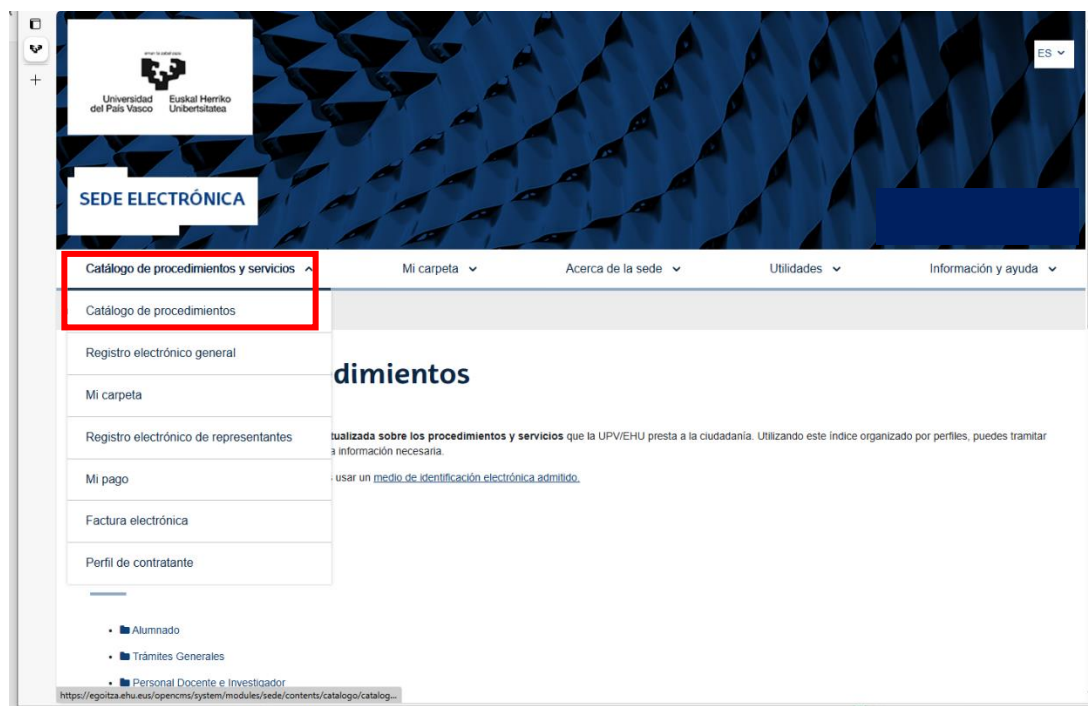 eman ta zabal zazu
Universidad
del País Vasco
Euskal Herriko
Unibertsitatea
ES
SEDE ELECTRÓNICA
Catálogo de procedimientos y servicios
Mi carpeta
Acerca de la sede
Utilidades
Información y ayuda
Catálogo de procedimientos
Registro electrónico general
dimientos
Mi carpeta
Registro electrónico de representantes
tualizada sobre los procedimientos y servicios que la UPV/EHU presta a la ciudadanía. Utilizando este índice organizado por perfiles, puedes tramitar
a información necesaria.
Mi pago
usar un medio de identificación electrónica admitido.
Factura electrónica
Perfil de contratante
• Alumnado
• Trámites Generales
• Personal Docente e Investigador
https://egoitza.ehu.eus/opencms/system/modules/sede/contents/catalogo/catalog...